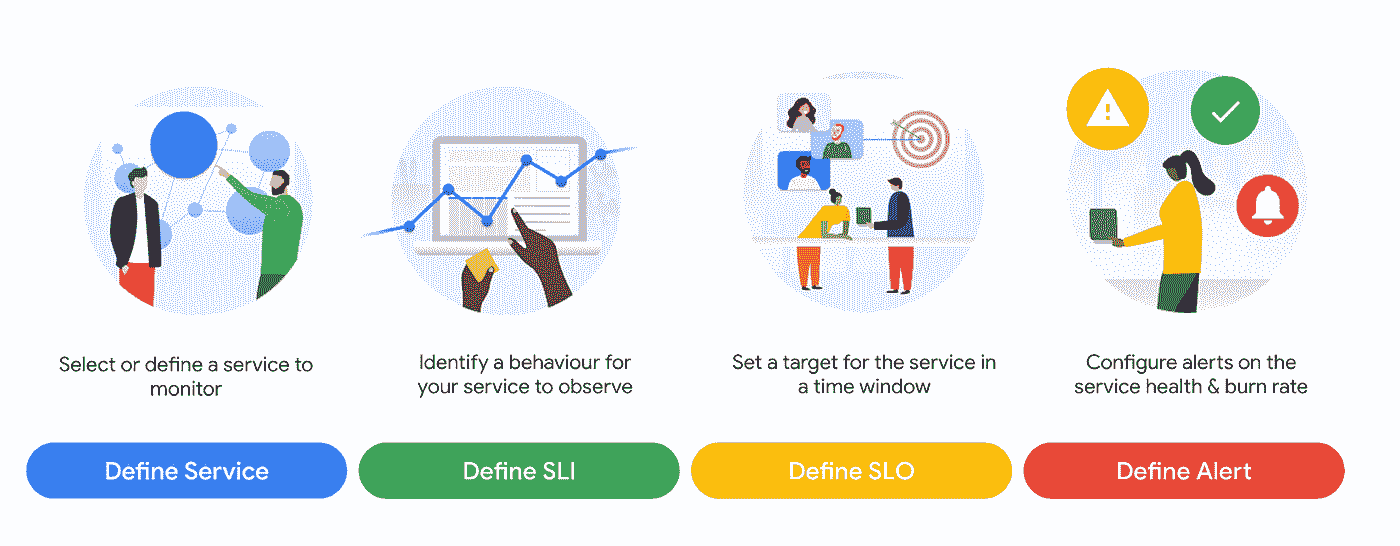 Select or define a service to
monitor
Identify a behaviour for
your service to observe
Set a target for the service in
a time window
Configure alerts on the
service health & burn rate
Define Service
Define SLI
Define SLO
Define Alert